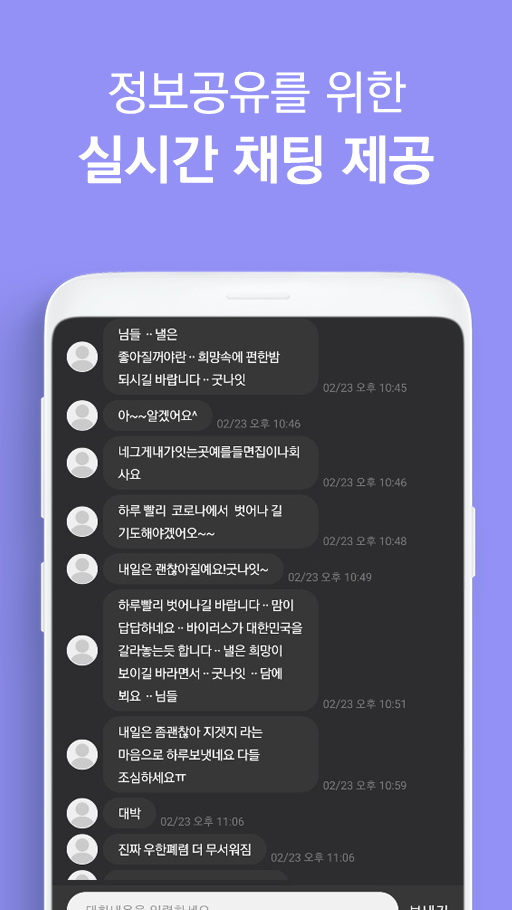 정보공유를 위한
실시간 채팅 제공
님들 ·· 낼은
좋아질꺼야란 ·· 희망속에 편한밤
되시길 바랍니다 ·· 굿나잇
02/23 오후 10:45
아~~알겠어요^
02/23 오후 10:46
네그게내가잇는곳예를들면집이나회
사요
02/23 오후 10:46
하루 빨리 코로나에서 벗어나 길
기도해야겠어오~~
02/23 오후 10:48
내일은 괜찮아질예요!굿나잇~
02/23 오후 10:49
하루빨리 벗어나길 바랍니다 ·· 맘이
답답하네요 ·· 바이러스가 대한민국을
갈라놓는듯 합니다 ·· 낼은 희망이
보이길 바라면서 ·· 굿나잇 ·· 담에
뵈요 ·· 님들
02/23 오후 10:51
내일은 좀괜찮아 지겟지 라는
마음으로 하루보냇네요 다들
조심하세요ㅠ
02/23 오후 10:59
대박
02/23 오후 11:06
진짜 우한폐렴 더 무서워짐
02/23 오후 11:06